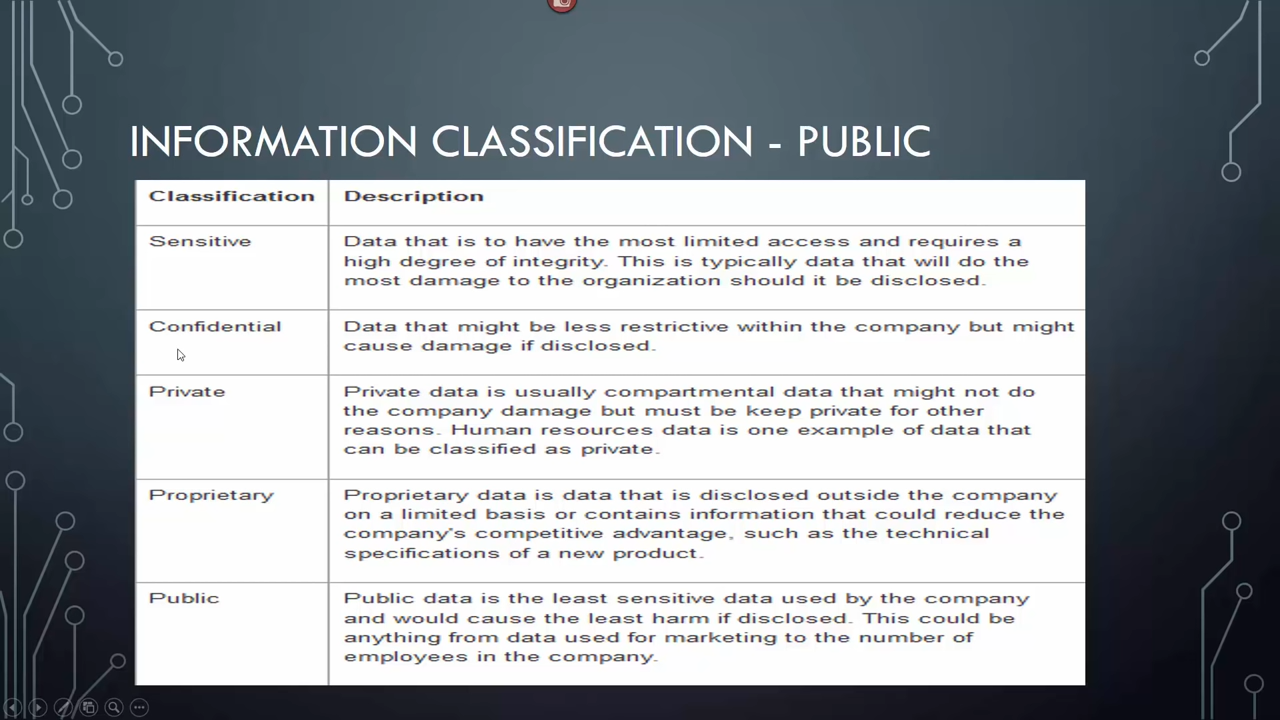 INFORMATION CLASSIFICATION - PUBLIC
Classification Description
Sensitive Data that is to have the most limited access and requires a
high degree of integrity. This is typically data that will do the
most damage to the organization should it be disclosed.
Confidential Data that might be less restrictive within the company but might
cause damage if disclosed.
Private Private data is usually compartmental data that might not do
the company damage but must be keep private for other
reasons. Human resources data is one example of data that
can be classified as private.
Proprietary Proprietary data is data that is disclosed outside the company
on a limited basis or contains information that could reduce the
company's competitive advantage, such as the technical
specifications of a new product.
Public Public data is the least sensitive data used by the company
and would cause the least harm if disclosed. This could be
anything from data used for marketing to the number of
employees in the company.